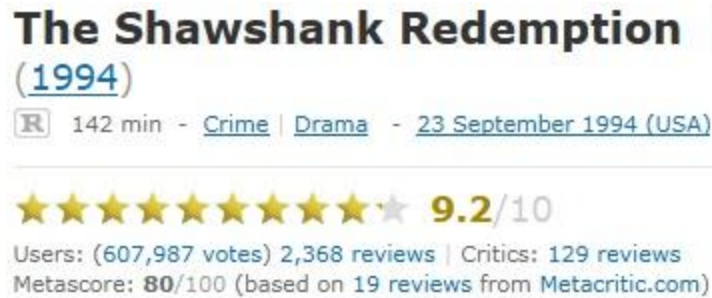 The Shawshank Redemption
(1994)
R 142 min - Crime | Drama - 23 September 1994 (USA)
9.2/10
Users: (607,987 votes) 2,368 reviews | Critics: 129 reviews
Metascore: 80/100 (based on 19 reviews from Metacritic.com)